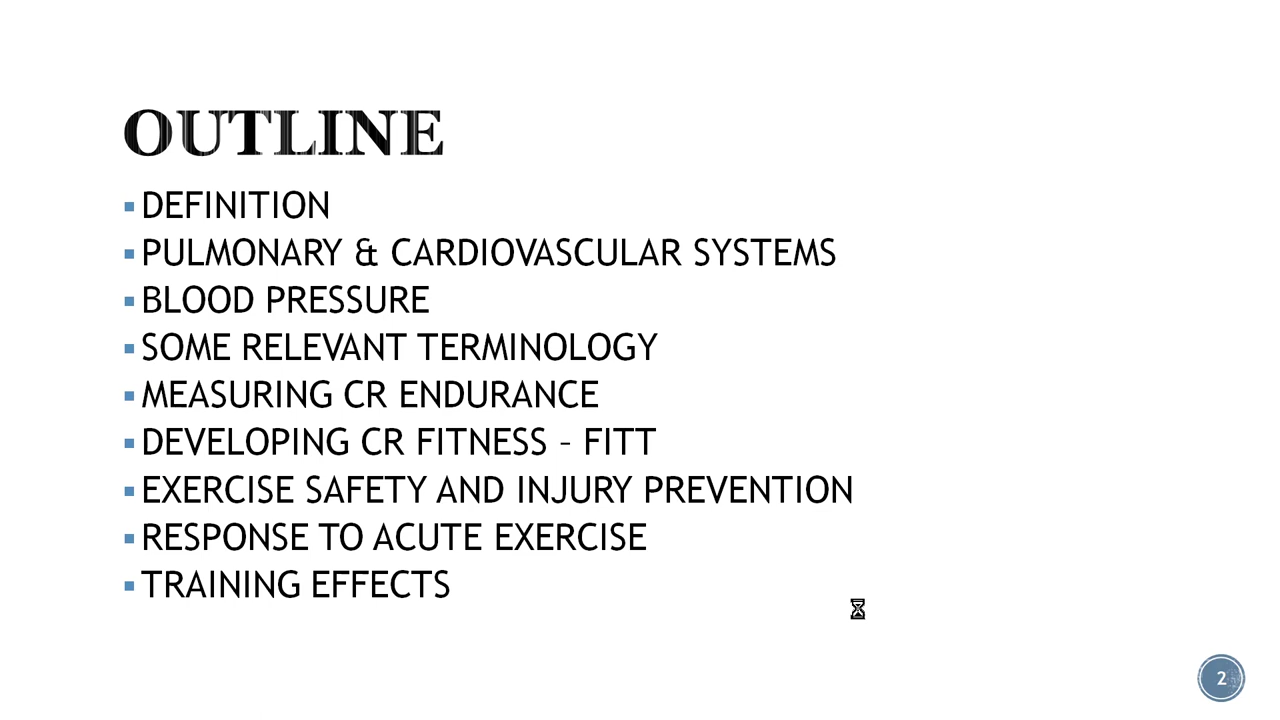 OUTLINE
DEFINITION
PULMONARY & CARDIOVASCULAR SYSTEMS
BLOOD PRESSURE
SOME RELEVANT TERMINOLOGY
MEASURING CR ENDURANCE
DEVELOPING CR FITNESS – FITT
EXERCISE SAFETY AND INJURY PREVENTION
RESPONSE TO ACUTE EXERCISE
TRAINING EFFECTS
2